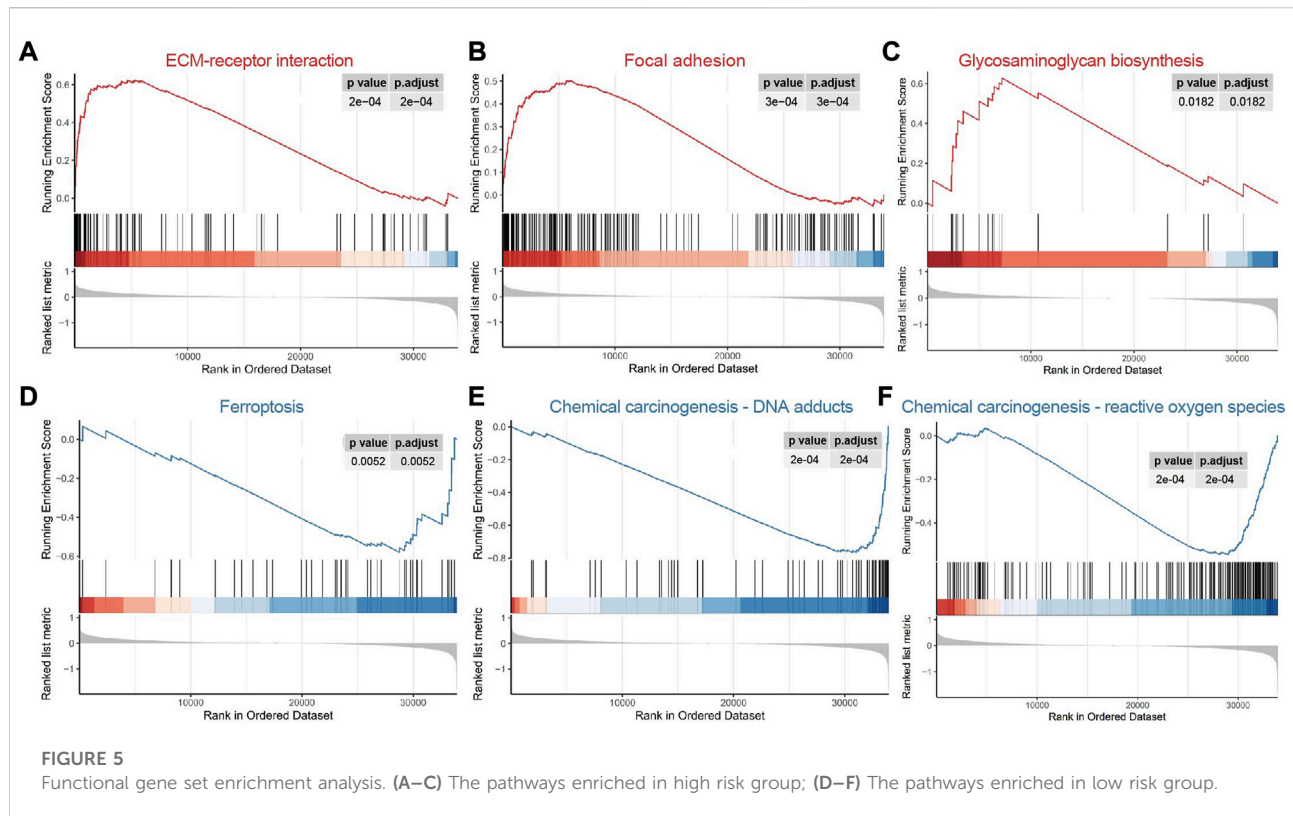 A
ECM-receptor interaction
p value p.adjust
2e−04 2e−04
Running Enrichment Score
0.6
0.4
0.2
0.0
Ranked list metric
1
0
−1
10000 20000 30000
Rank in Ordered Dataset
B
Focal adhesion
p value p.adjust
3e−04 3e−04
Running Enrichment Score
0.5
0.4
0.3
0.2
0.1
0.0
Ranked list metric
1
0
−1
10000 20000 30000
Rank in Ordered Dataset
C
Glycosaminoglycan biosynthesis
p value p.adjust
0.0182 0.0182
Running Enrichment Score
0.6
0.4
0.2
0.0
Ranked list metric
1
0
−1
10000 20000 30000
Rank in Ordered Dataset
D
Ferroptosis
p value p.adjust
0.0052 0.0052
Running Enrichment Score
0.0
−0.2
−0.4
−0.6
Ranked list metric
1
0
−1
10000 20000 30000
Rank in Ordered Dataset
E
Chemical carcinogenesis - DNA adducts
p value p.adjust
2e-04 2e-04
Running Enrichment Score
0.0
−0.2
−0.4
−0.6
−0.8
Ranked list metric
1
0
−1
10000 20000 30000
Rank in Ordered Dataset
F
Chemical carcinogenesis - reactive oxygen species
p value p.adjust
2e-04 2e-04
Running Enrichment Score
0.0
−0.2
−0.4
Ranked list metric
1
0
−1
10000 20000 30000
Rank in Ordered Dataset
FIGURE 5
Functional gene set enrichment analysis. (A–C) The pathways enriched in high risk group; (D–F) The pathways enriched in low risk group.